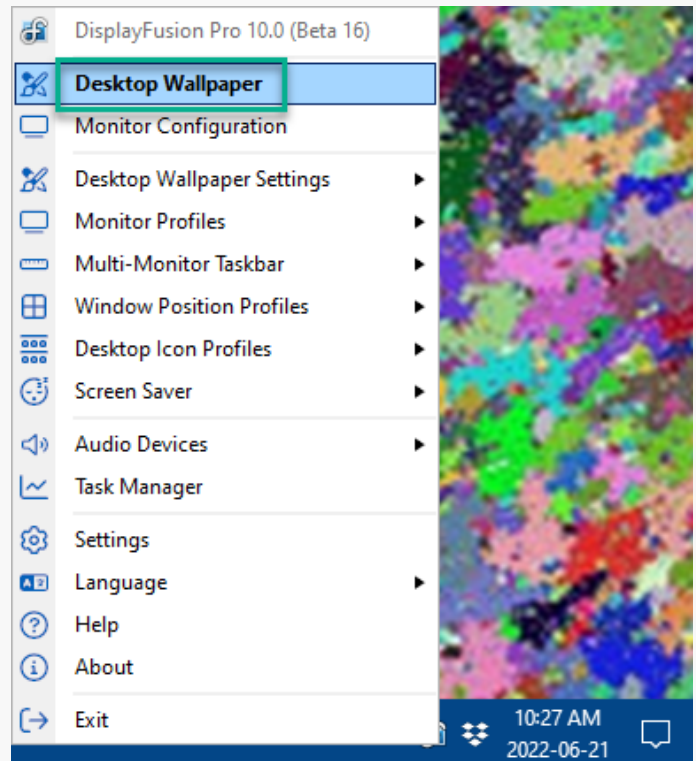 DisplayFusion Pro 10.0 (Beta 16)
Desktop Wallpaper
Monitor Configuration
Desktop Wallpaper Settings
Monitor Profiles
Multi-Monitor Taskbar
Window Position Profiles
Desktop Icon Profiles
Screen Saver
Audio Devices
Task Manager
Settings
Language
Help
About
Exit
10:27 AM
2022-06-21